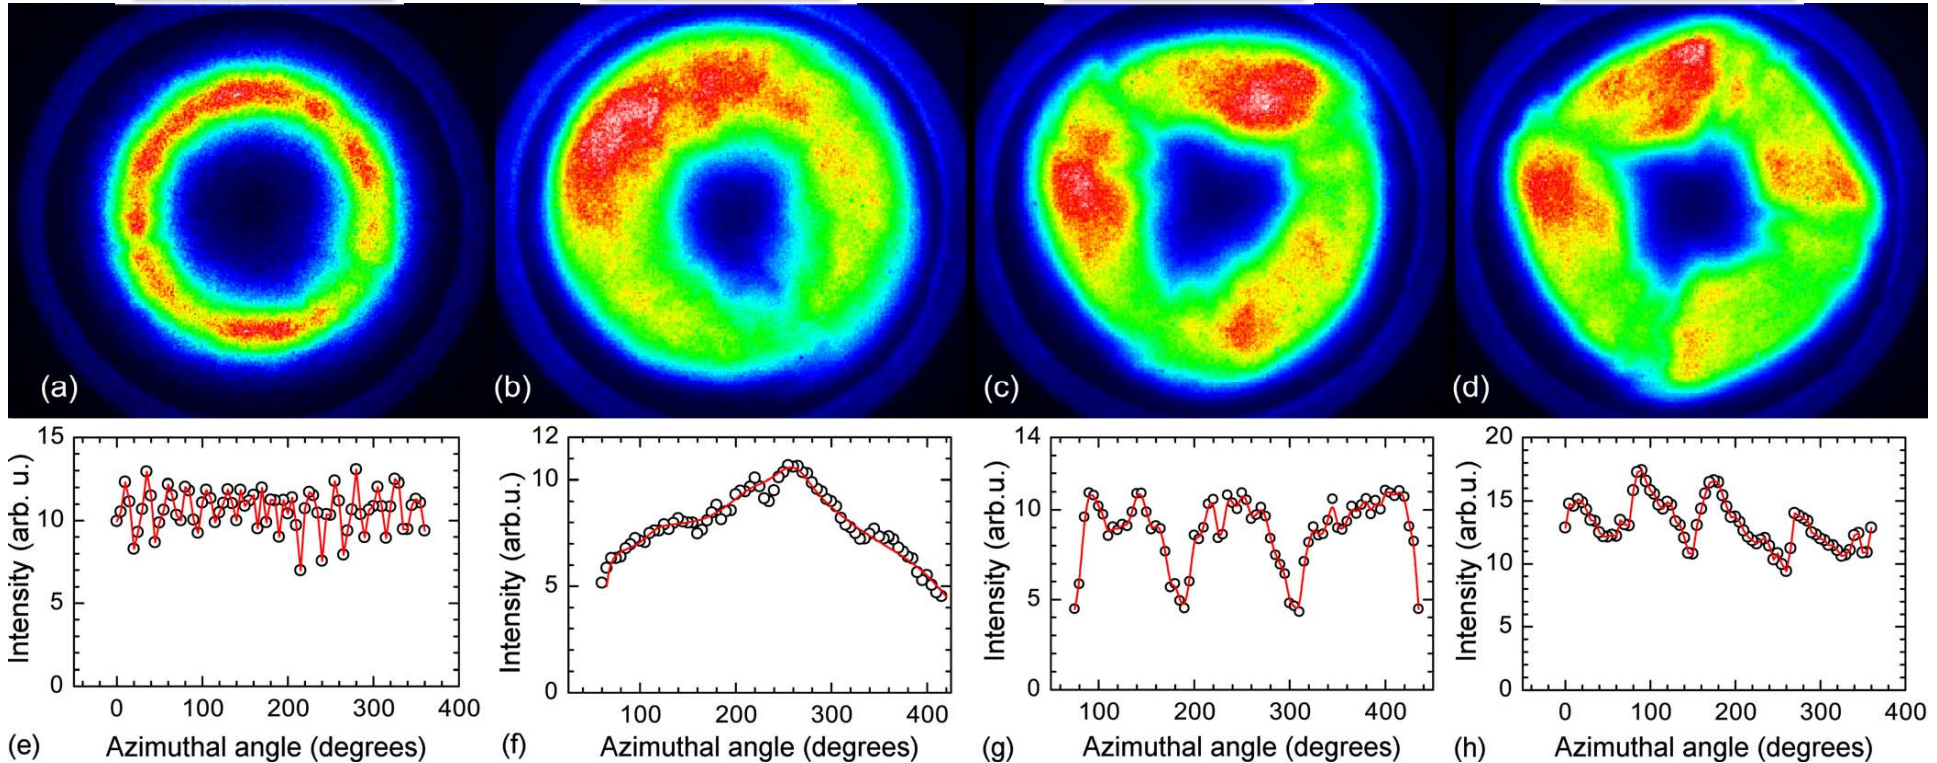 (a) (b) (c) (d)
15 12 14 20
10 10 10 15
5 5 5 10
0 0 0 5
0
Intensity (arb. u.) Intensity (arb.u.) Intensity (arb.u.) Intensity (arb.u.)
0 100 200 300 400 100 200 300 400 100 200 300 400 0 100 200 300 400
(e) Azimuthal angle (degrees) (f) Azimuthal angle (degrees) (g) Azimuthal angle (degrees) (h) Azimuthal angle (degrees)